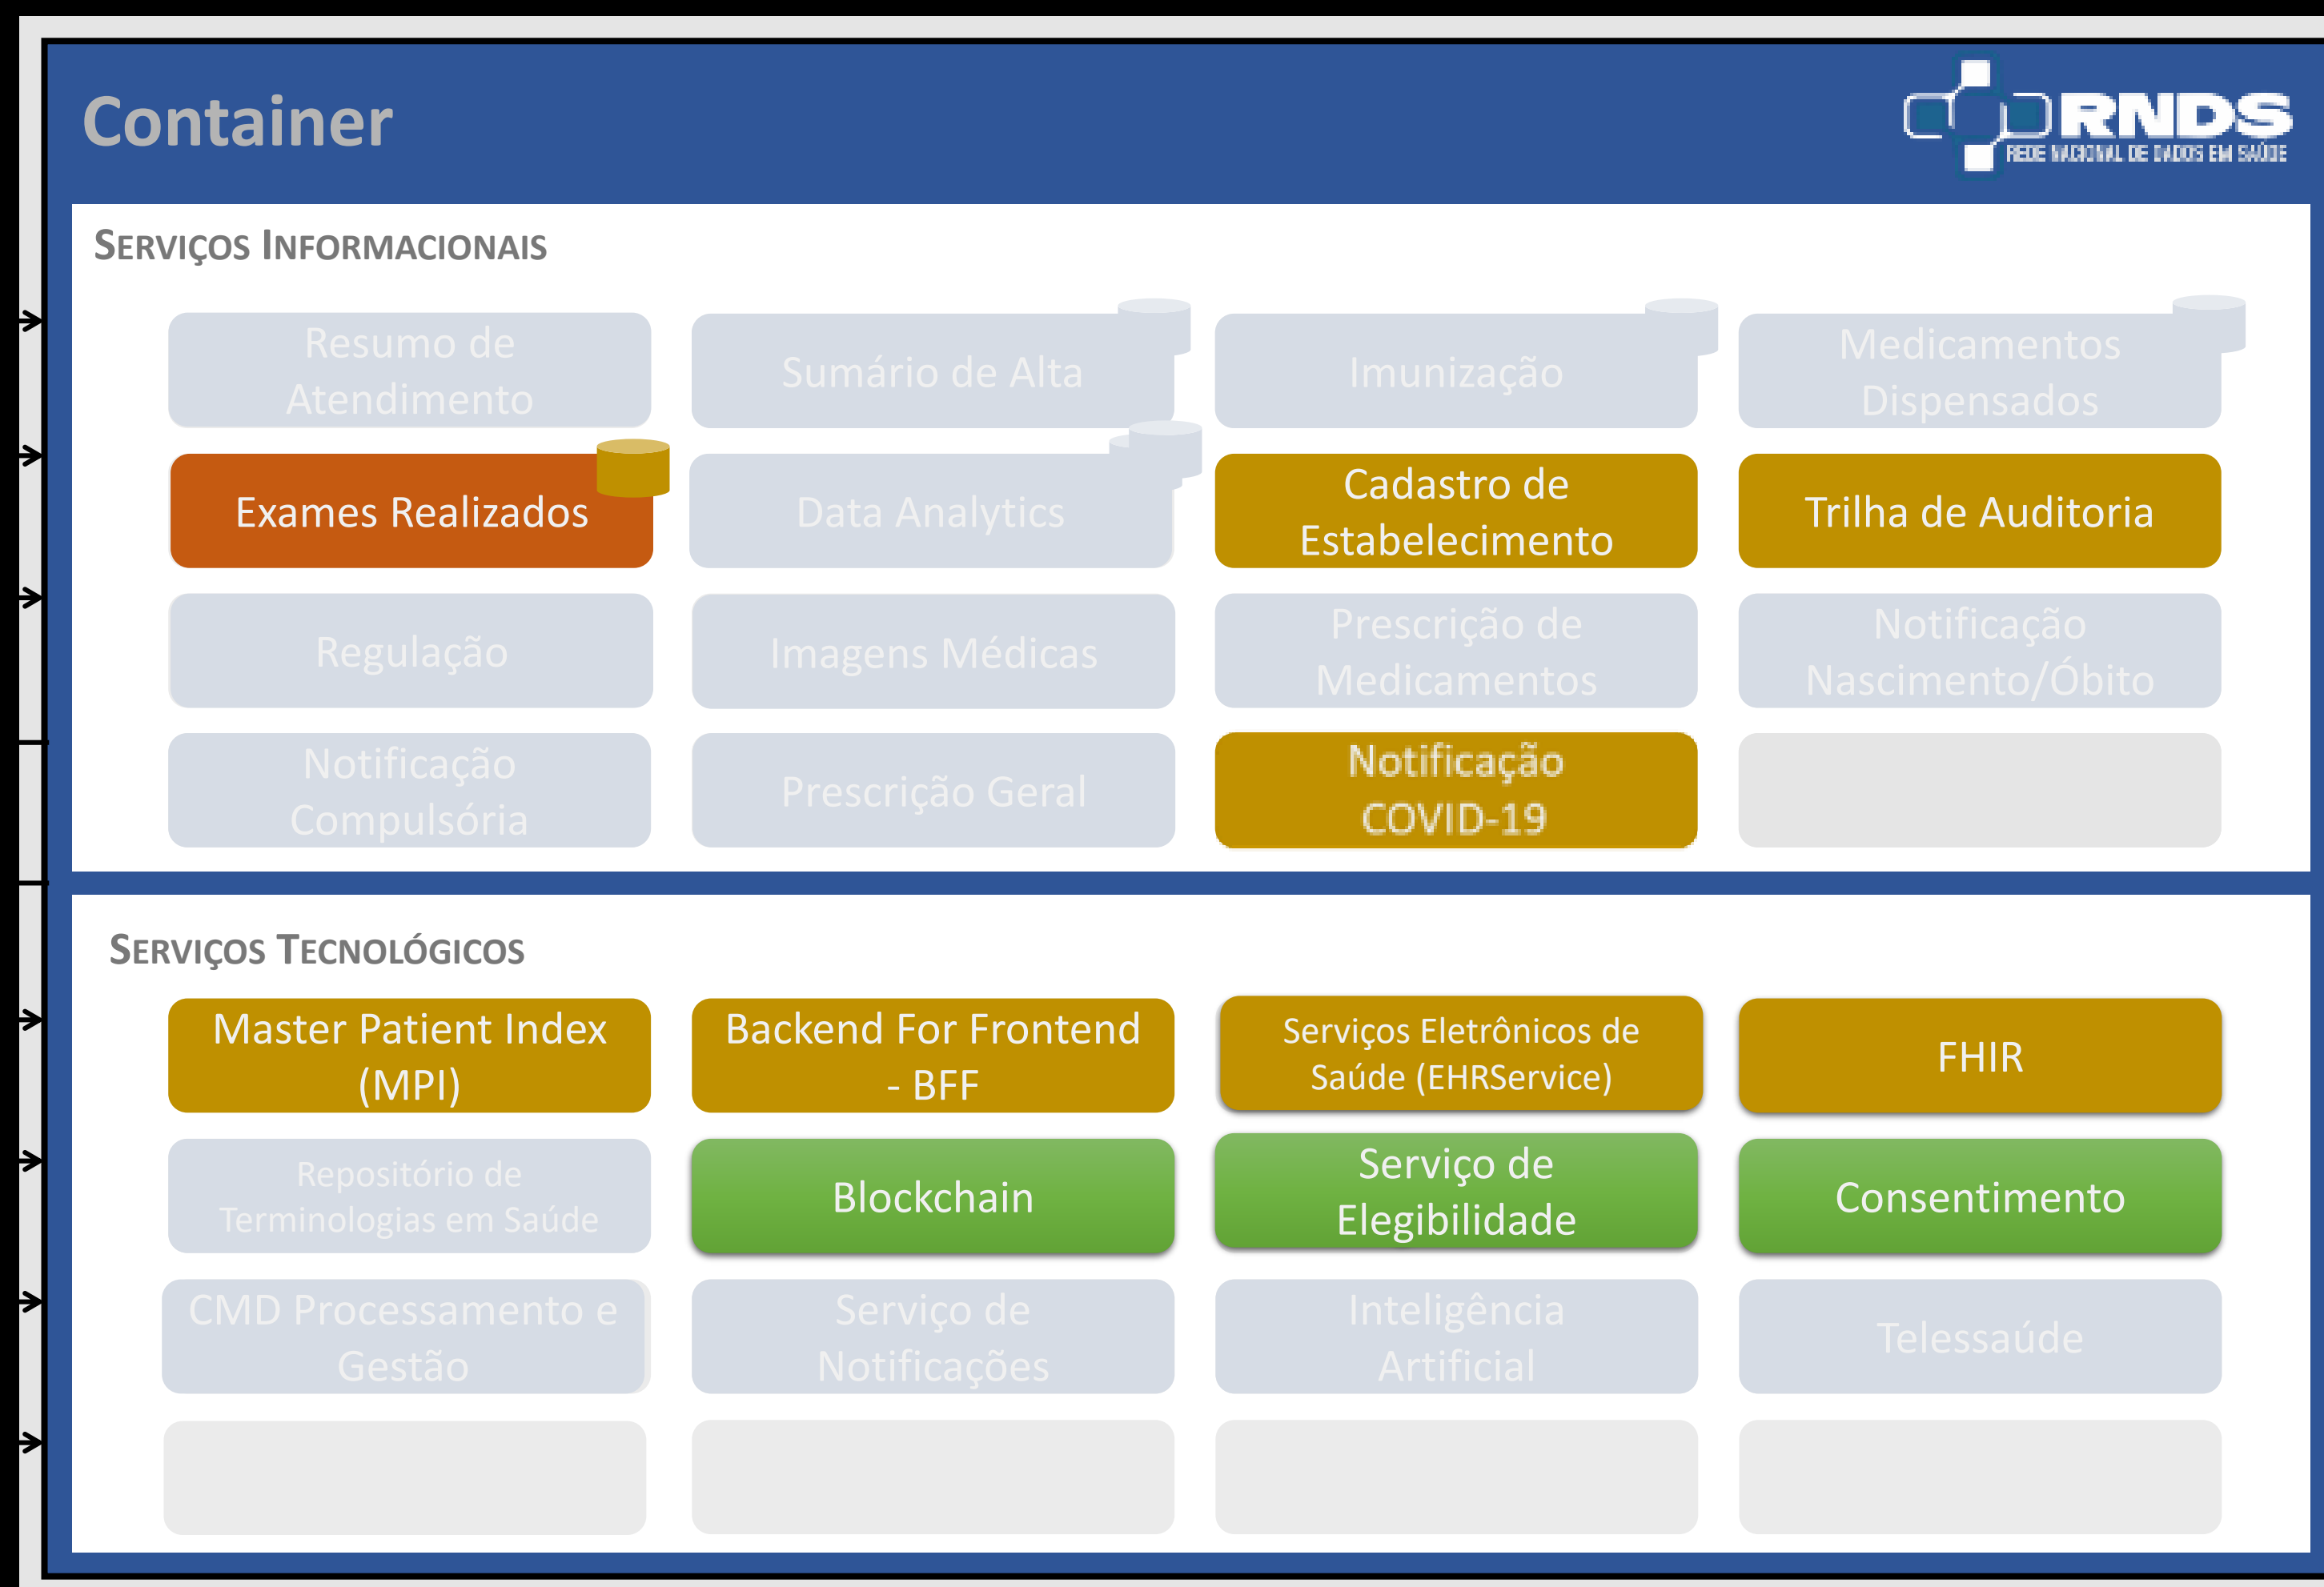 Container
RNDS
REDE NACIONAL DE DADOS EM SAÚDE
SERVIÇOS INFORMACIONAIS
Resumo de
Atendimento
Sumário de Alta
Imunização
Medicamentos
Dispensados
Exames Realizados
Data Analytics
Cadastro de
Estabelecimento
Trilha de Auditoria
Regulação
Imagens Médicas
Prescrição de
Medicamentos
Notificação
Nascimento/Óbito
Notificação
Compulsória
Prescrição Geral
Notificação
COVID-19
SERVIÇOS TECNOLÓGICOS
Master Patient Index
(MPI)
Backend For Frontend
- BFF
Serviços Eletrônicos de
Saúde (EHRService)
FHIR
Repositório de
Terminologias em Saúde
Blockchain
Serviço de
Elegibilidade
Consentimento
CMD Processamento e
Gestão
Serviço de
Notificações
Inteligência
Artificial
Telessaúde